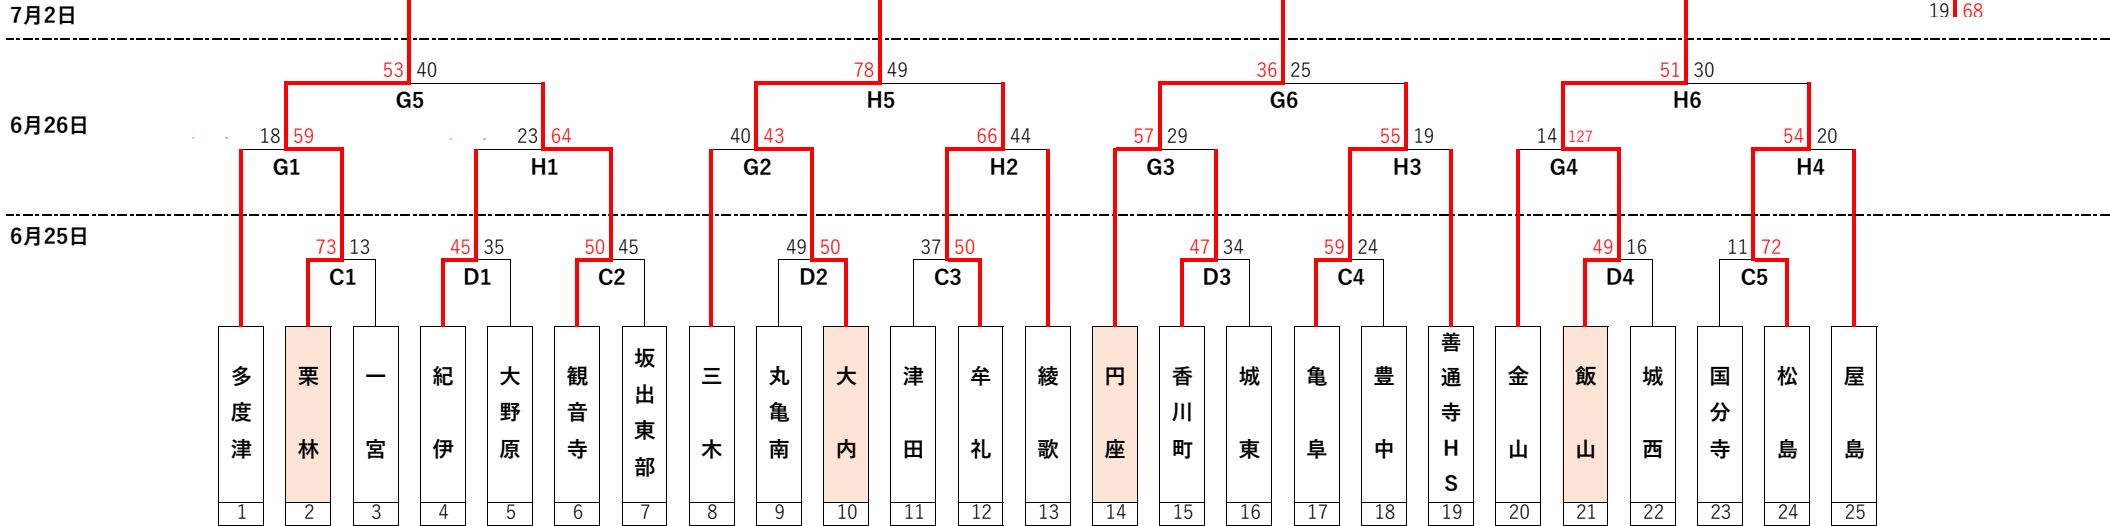 7月2日
19 68
53 40 78 49 36 25 51 30
G5 H5 G6 H6
6月26日
18 59 23 64 40 43 66 44 57 29 55 19 14 127 54 20
G1 H1 G2 H2 G3 H3 G4 H4
6月25日
73 13 45 35 50 45 49 50 37 50 47 34 59 24 49 16 11 72
C1 D1 C2 D2 C3 D3 C4 D4 C5
多度津
栗林
一宮
紀伊
大野原
観音寺
坂出東部
三木
丸亀南
大内
津田
牟礼
綾歌
円座
香川町
城東
亀阜
豊中
善通寺HS
金山
飯山
城西
国分寺
松島
屋島
1 2 3 4 5 6 7 8 9 10 11 12 13 14 15 16 17 18 19 20 21 22 23 24 25